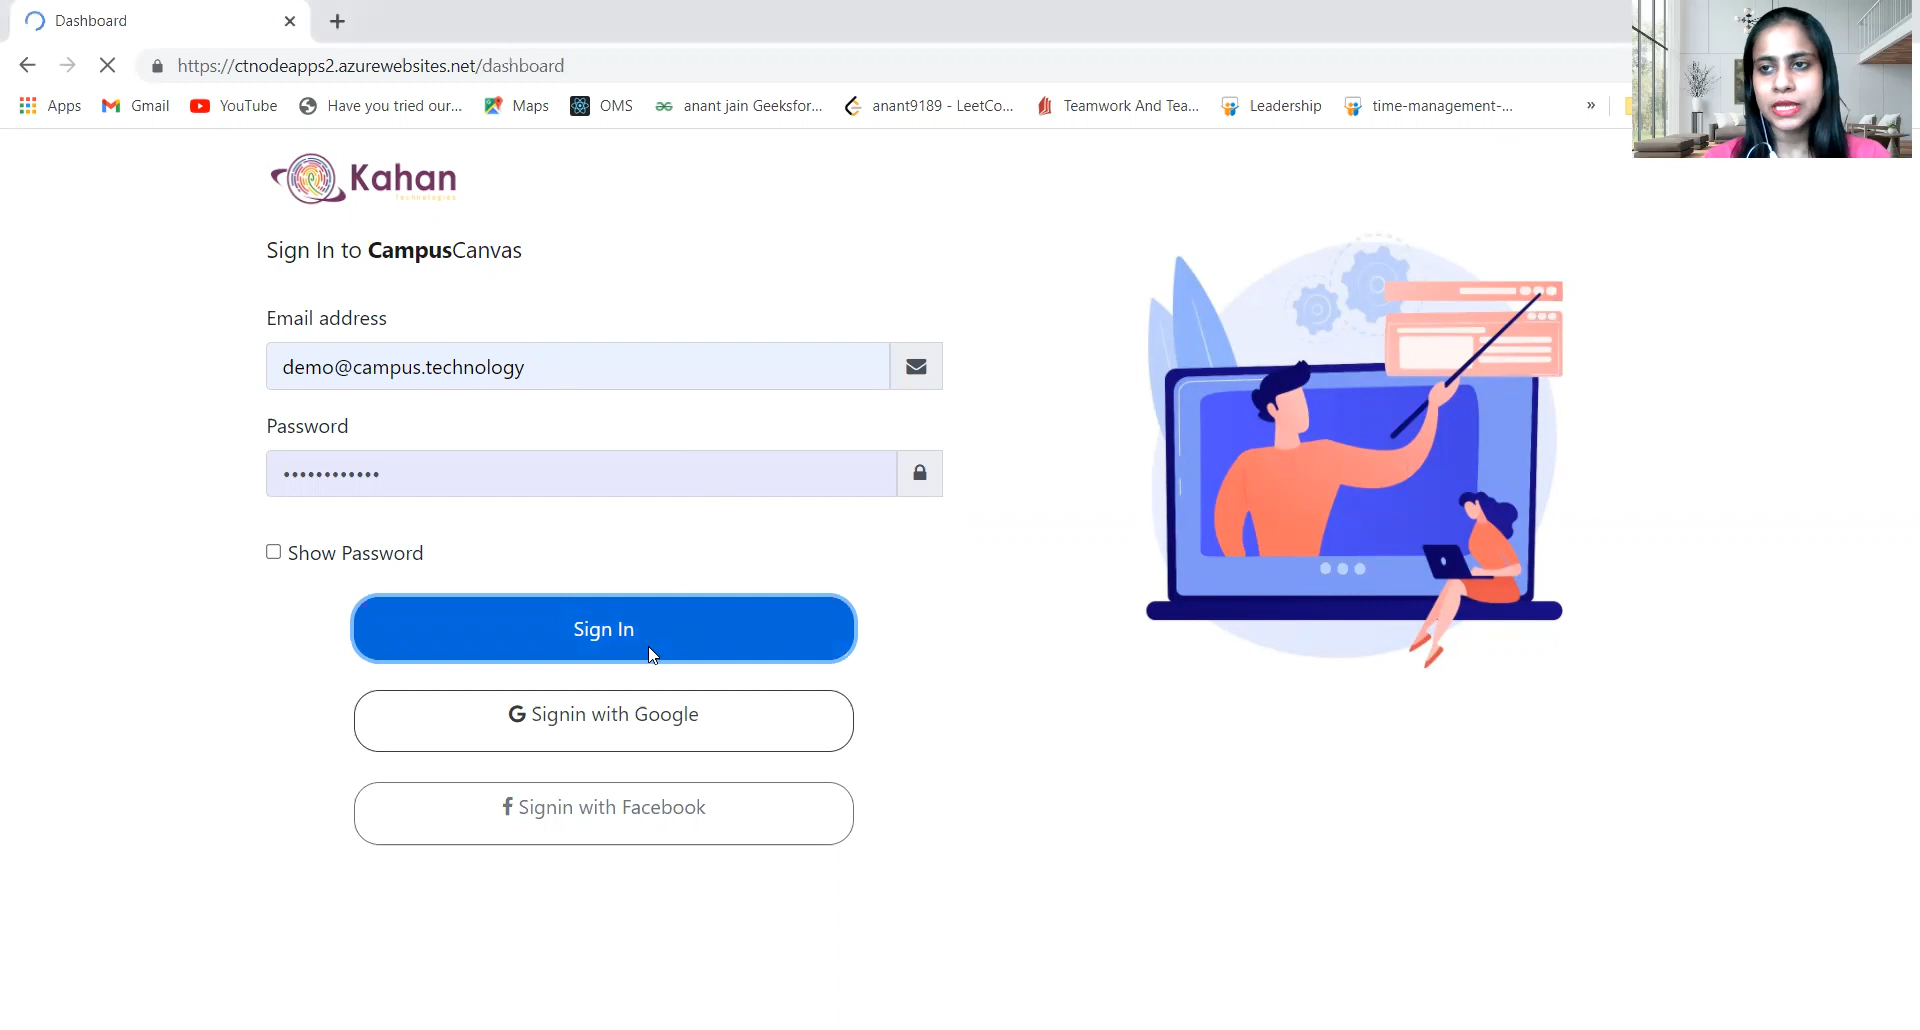 Dashboard
https://ctnodeapps2.azurewebsites.net/dashboard
Apps Gmail YouTube Have you tried our... Maps OMS anant jain Geeksfor... anant9189 - LeetCo... Teamwork And Tea... Leadership time-management-... »
Kahan
Technologies
Sign In to CampusCanvas
Email address
demo@campus.technology
Password
••••••••••••
Show Password
Sign In
G Signin with Google
f Signin with Facebook